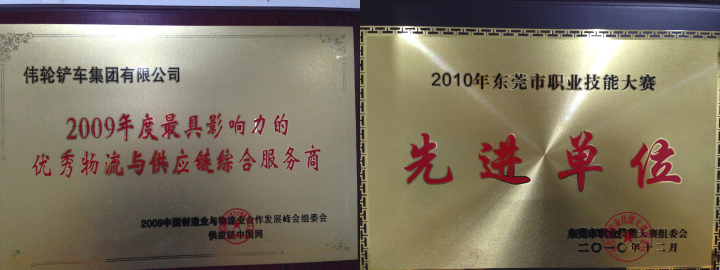 伟轮铲车集团有限公司
2009年度最具影响力的
优秀物流与供应链综合服务商
2009中国制造业与物流业合作发展峰会组委会
供应链中国网
2010年东莞市职业技能大赛
先进单位
东莞市职业技能大赛组委会
二〇一〇年十二月